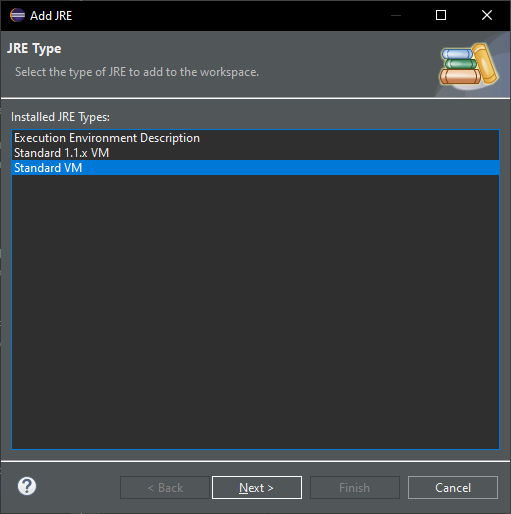 Add JRE
JRE Type
Select the type of JRE to add to the workspace.
Installed JRE Types:
Execution Environment Description
Standard 1.1.x VM
Standard VM
?
< Back
Next >
Finish
Cancel